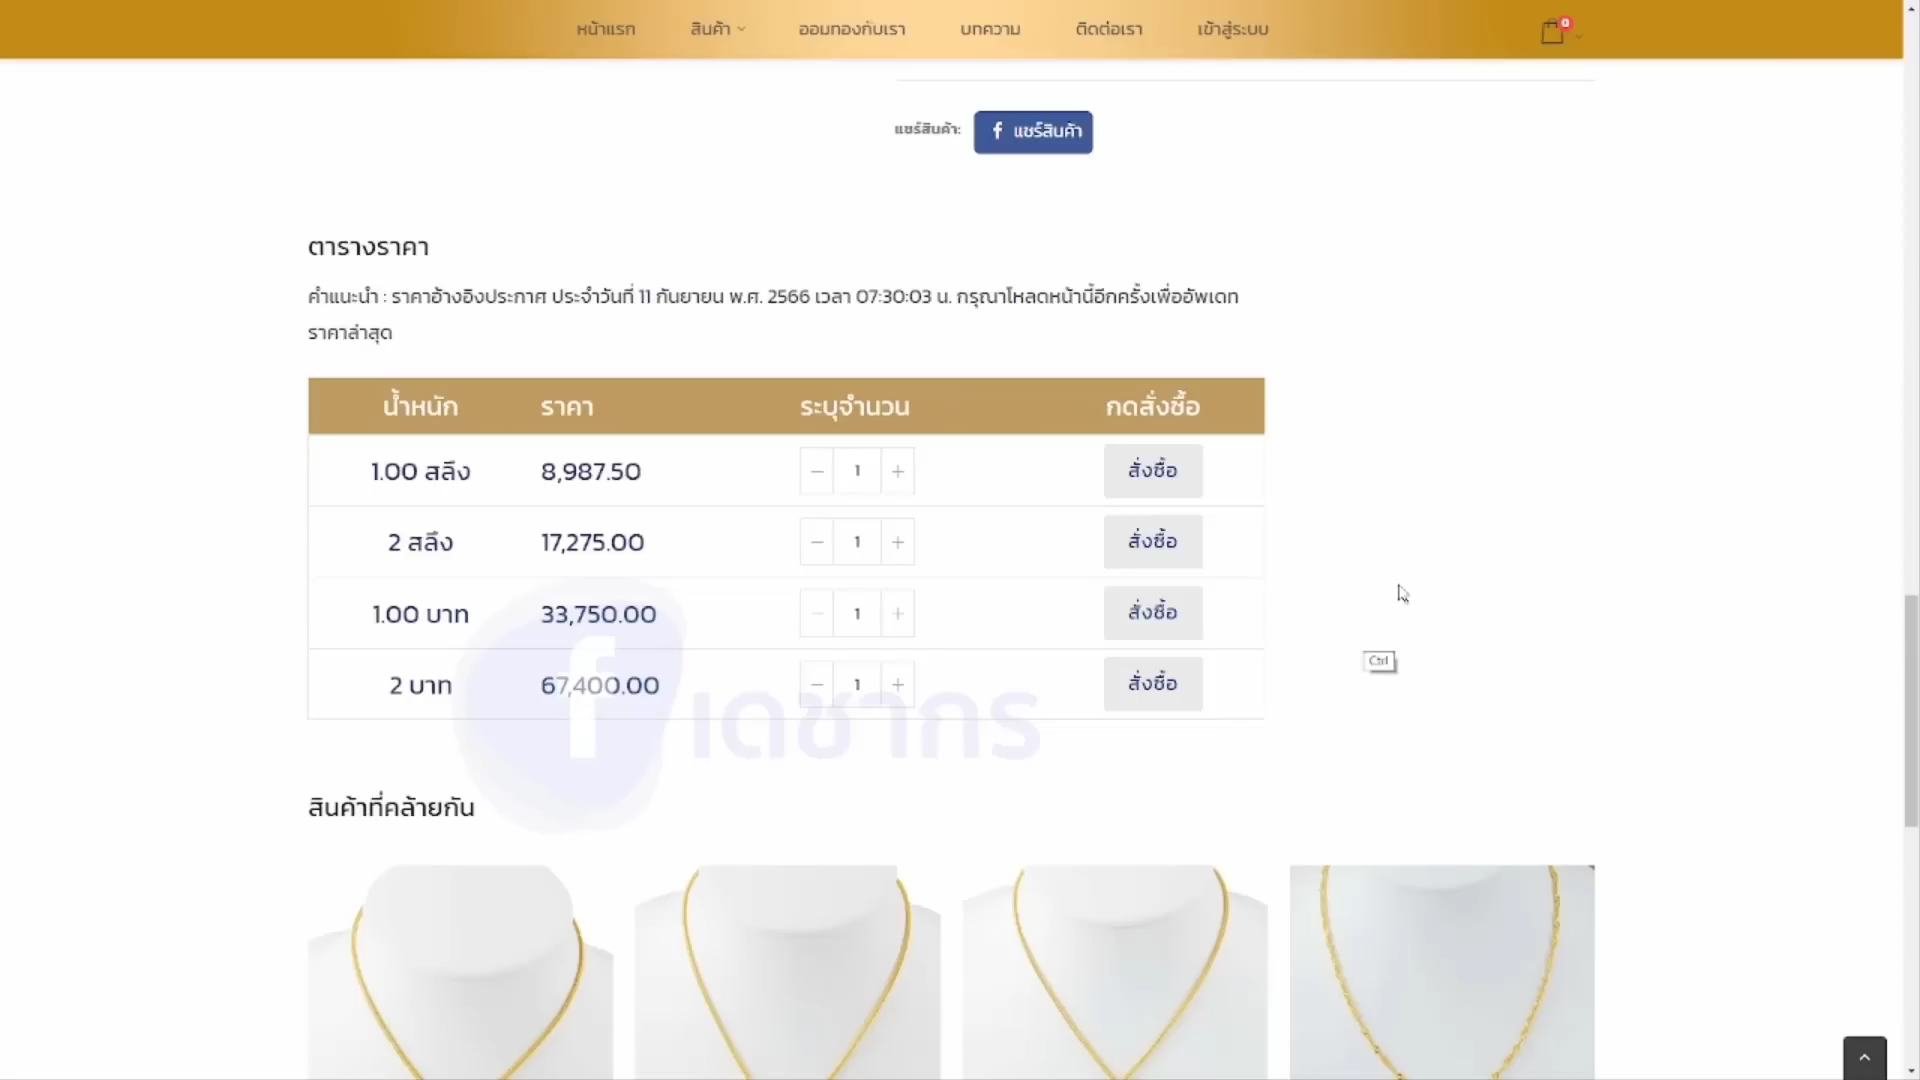 หน้าแรก สินค้า ออมทองกับเรา บทความ ติดต่อเรา เข้าสู่ระบบ 0
แชร์สินค้า: f แชร์สินค้า
ตารางราคา
คำแนะนำ : ราคาอ้างอิงประกาศ ประจำวันที่ 11 กันยายน พ.ศ. 2566 เวลา 07:30:03 น. กรุณาโหลดหน้านี้อีกครั้งเพื่ออัพเดท
ราคาล่าสุด
น้ำหนัก ราคา ระบุจำนวน กดสั่งซื้อ
1.00 สลึง 8,987.50 − 1 + สั่งซื้อ
2 สลึง 17,275.00 − 1 + สั่งซื้อ
1.00 บาท 33,750.00 − 1 + สั่งซื้อ
Ctrl
2 บาท 67,400.00 − 1 + สั่งซื้อ
f เดชากร
สินค้าที่คล้ายกัน